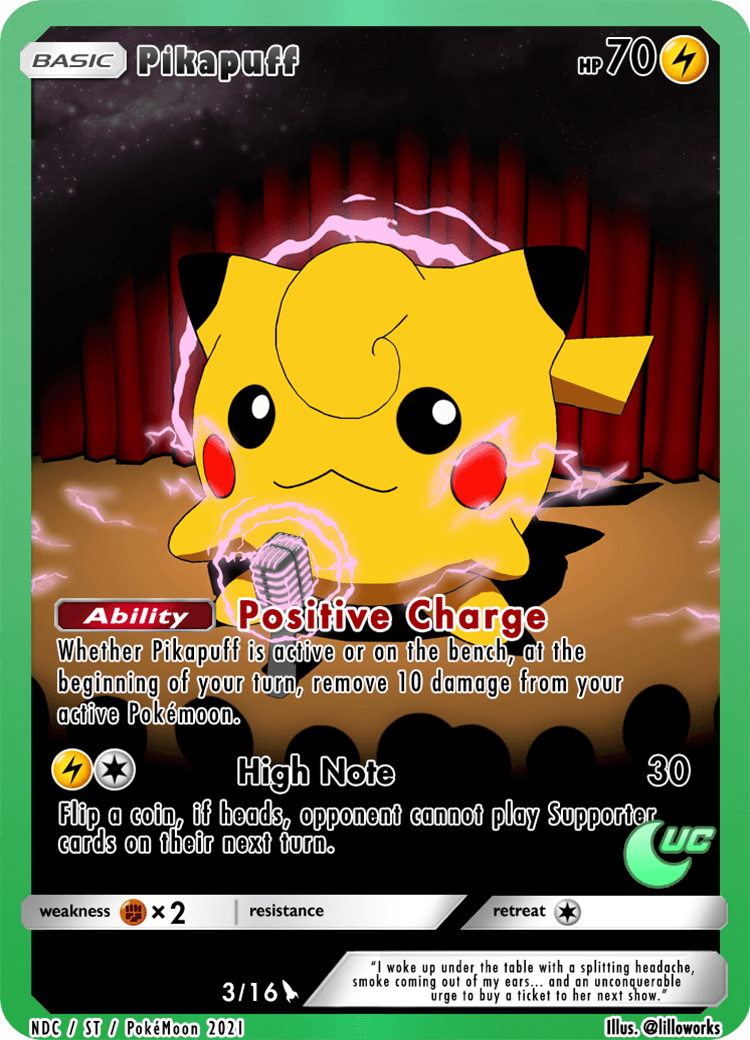 BASIC Pikapuff HP 70
Ability Positive Charge
Whether Pikapuff is active or on the bench, at the
beginning of your turn, remove 10 damage from your
active Pokémoon.
High Note 30
Flip a coin, if heads, opponent cannot play Supporter
cards on their next turn.
UC
weakness ×2 resistance retreat
"I woke up under the table with a splitting headache,
smoke coming out of my ears... and an unconquerable
urge to buy a ticket to her next show."
3/16
NDC / ST / PokéMoon 2021 Illus. @lilloworks